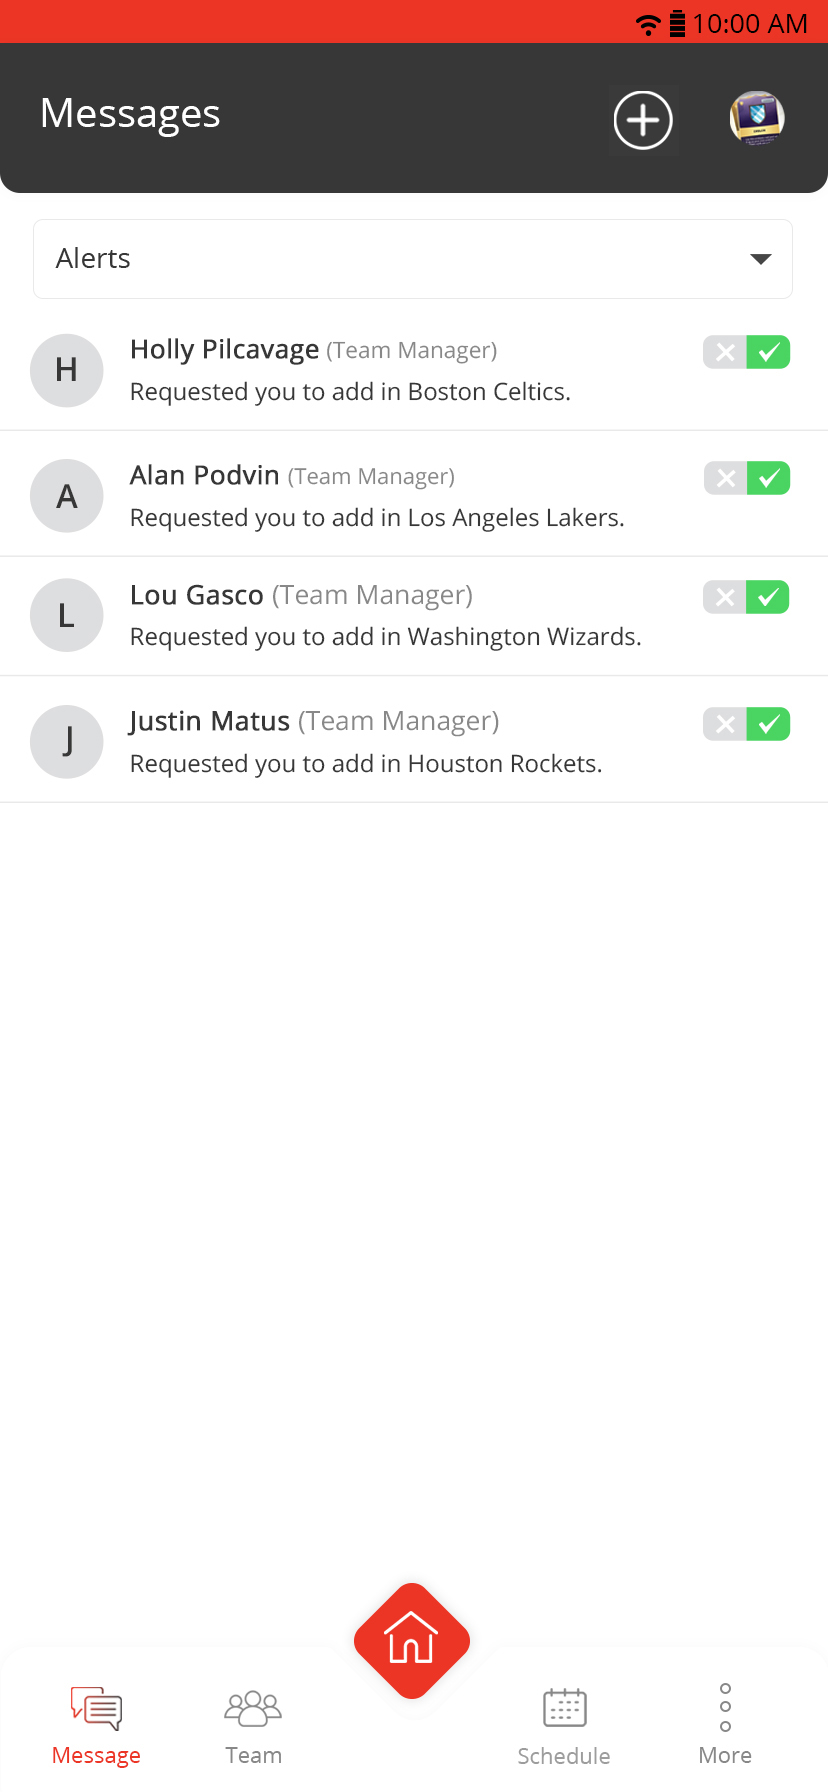 10:00 AM
Messages
Alerts
H
Holly Pilcavage (Team Manager)
Requested you to add in Boston Celtics.
A
Alan Podvin (Team Manager)
Requested you to add in Los Angeles Lakers.
L
Lou Gasco (Team Manager)
Requested you to add in Washington Wizards.
J
Justin Matus (Team Manager)
Requested you to add in Houston Rockets.
Message
Team
Schedule
More